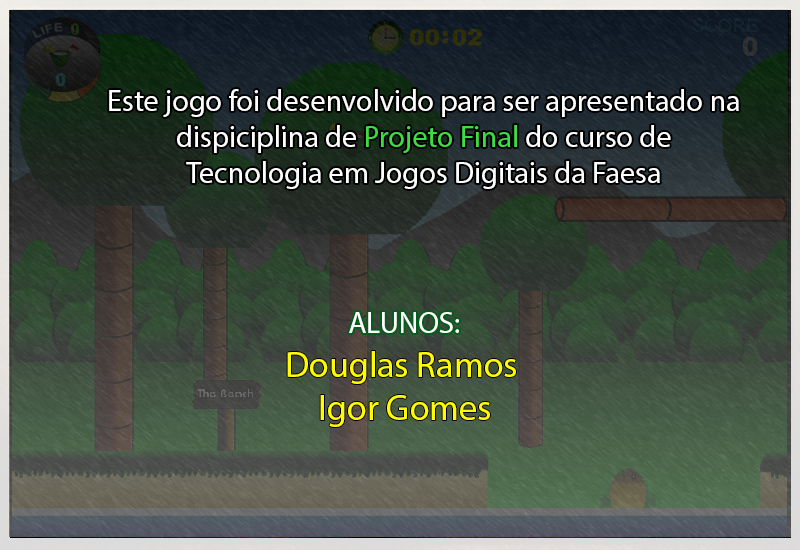 LIFE 0
0
00:02
SCORE
0
Este jogo foi desenvolvido para ser apresentado na
dispiciplina de Projeto Final do curso de
Tecnologia em Jogos Digitais da Faesa
ALUNOS:
Douglas Ramos
Igor Gomes
The Beach